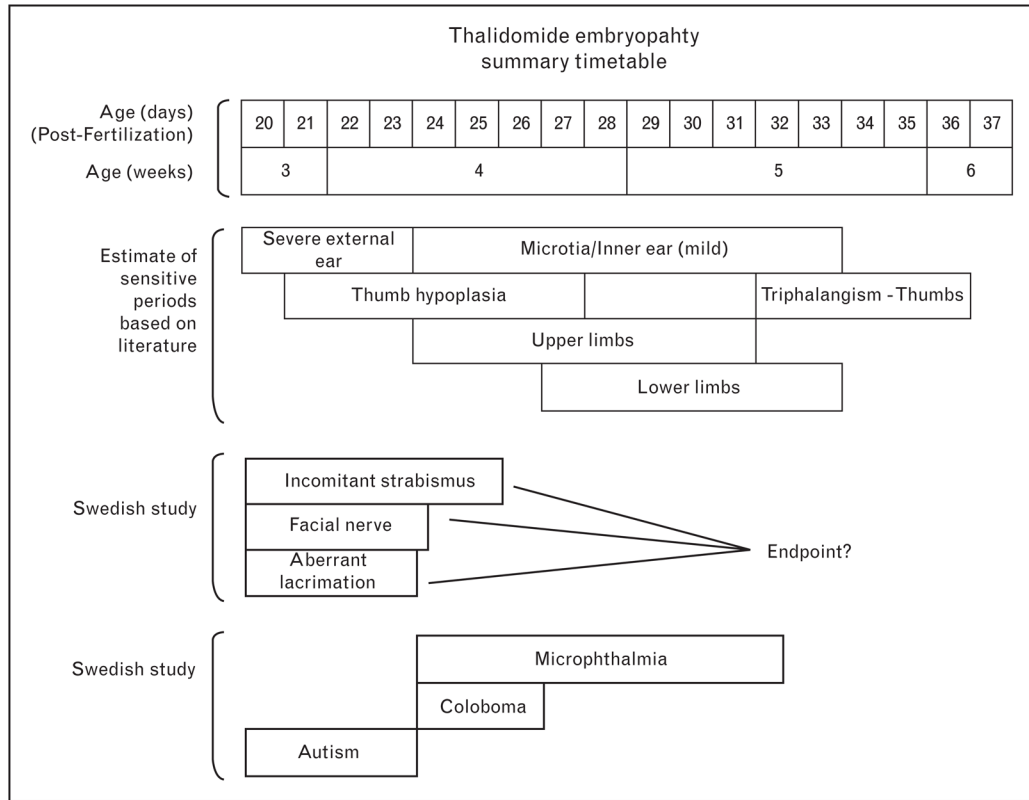 Thalidomide embryopahty
summary timetable
Age (days)
(Post-Fertilization)
20 21 22 23 24 25 26 27 28 29 30 31 32 33 34 35 36 37
Age (weeks)
3 4 5 6
Estimate of
sensitive
periods
based on
literature
Severe external
ear
Microtia/Inner ear (mild)
Thumb hypoplasia
Triphalangism - Thumbs
Upper limbs
Lower limbs
Swedish study
Incomitant strabismus
Facial nerve
Aberrant
lacrimation
Endpoint?
Swedish study
Microphthalmia
Coloboma
Autism